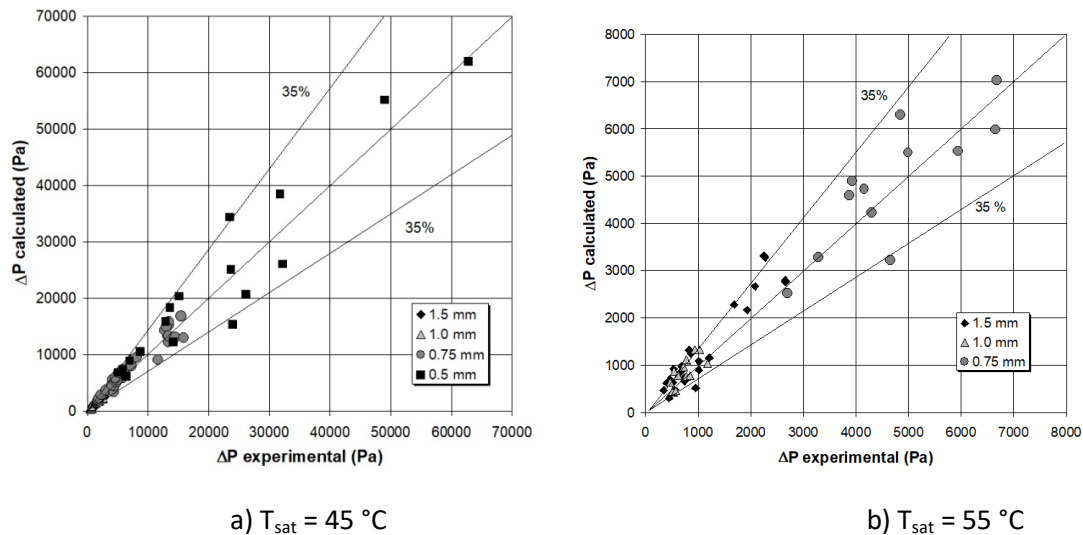 70000
60000
50000
40000
30000
20000
10000
0
ΔP calculated (Pa)
35%
35%
1.5 mm
1.0 mm
0.75 mm
0.5 mm
0 10000 20000 30000 40000 50000 60000 70000
ΔP experimental (Pa)
a) Tsat = 45 °C
8000
7000
6000
5000
4000
3000
2000
1000
0
ΔP calculated (Pa)
35%
35 %
1.5 mm
1.0 mm
0.75 mm
0 1000 2000 3000 4000 5000 6000 7000 8000
ΔP experimental (Pa)
b) Tsat = 55 °C